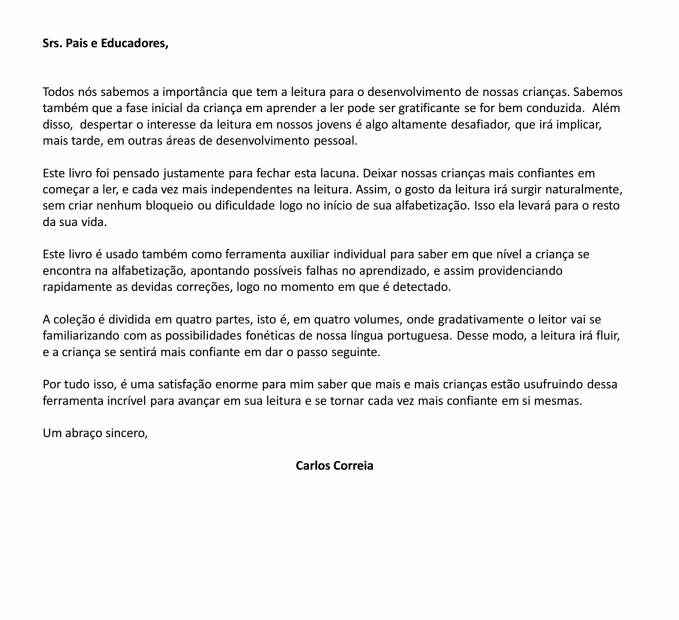 Srs. Pais e Educadores,
Todos nós sabemos a importância que tem a leitura para o desenvolvimento de nossas crianças. Sabemos
também que a fase inicial da criança em aprender a ler pode ser gratificante se for bem conduzida.  Além
disso,  despertar o interesse da leitura em nossos jovens é algo altamente desafiador, que irá implicar,
mais tarde, em outras áreas de desenvolvimento pessoal.
Este livro foi pensado justamente para fechar esta lacuna. Deixar nossas crianças mais confiantes em
começar a ler, e cada vez mais independentes na leitura. Assim, o gosto da leitura irá surgir naturalmente,
sem criar nenhum bloqueio ou dificuldade logo no início de sua alfabetização. Isso ela levará para o resto
da sua vida.
Este livro é usado também como ferramenta auxiliar individual para saber em que nível a criança se
encontra na alfabetização, apontando possíveis falhas no aprendizado, e assim providenciando
rapidamente as devidas correções, logo no momento em que é detectado.
A coleção é dividida em quatro partes, isto é, em quatro volumes, onde gradativamente o leitor vai se
familiarizando com as possibilidades fonéticas de nossa língua portuguesa. Desse modo, a leitura irá fluir,
e a criança se sentirá mais confiante em dar o passo seguinte.
Por tudo isso, é uma satisfação enorme para mim saber que mais e mais crianças estão usufruindo dessa
ferramenta incrível para avançar em sua leitura e se tornar cada vez mais confiante em si mesmas.
Um abraço sincero,
Carlos Correia